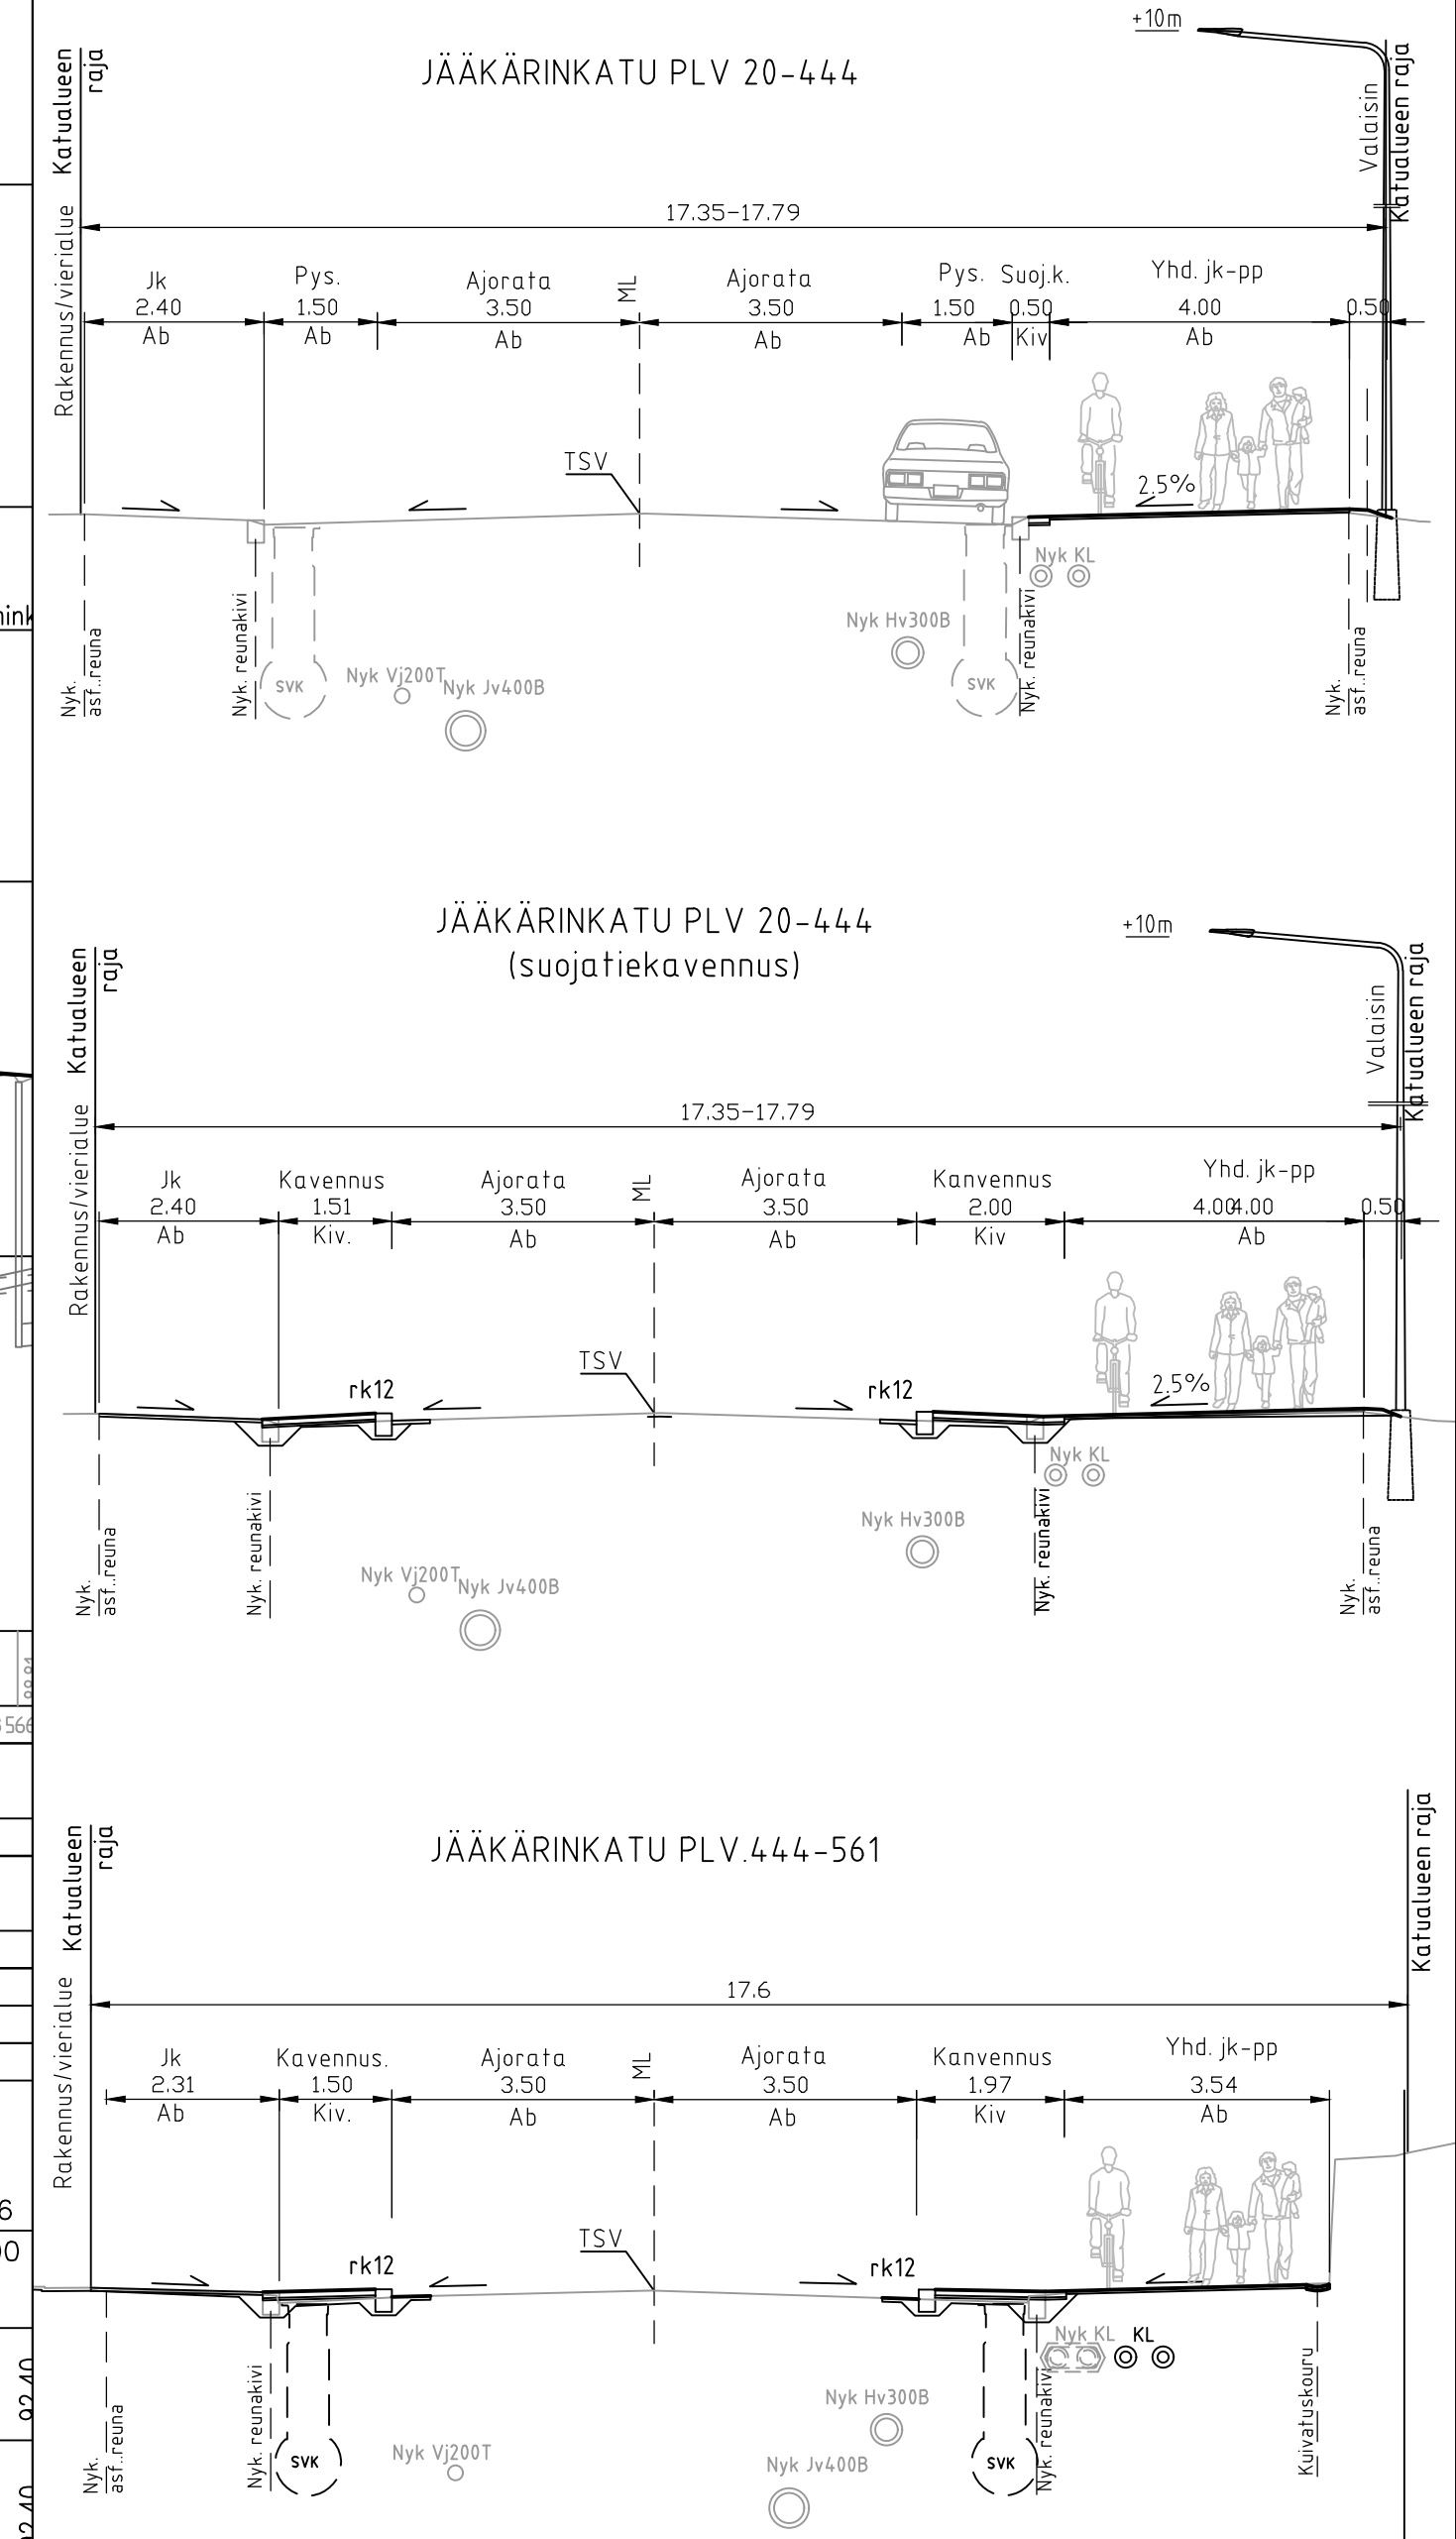 JÄÄKÄRINKATU PLV 20-444
+10m
Katualueen
raja
Rakennus/vierialue
Valaisin
Katualueen raja
17.35-17.79
Jk
2.40
Ab
Pys.
1.50
Ab
Ajorata
3.50
Ab
ML
Ajorata
3.50
Ab
Pys.
1.50
Ab
Suoj.k.
0.50
Kiv
Yhd. jk-pp
4.00
Ab
0.50
TSV
2.5%
Nyk KL
Nyk Hv300B
Nyk.
asf..reuna
Nyk. reunakivi
SVK
Nyk Vj200T
Nyk Jv400B
SVK
Nyk. reunakivi
Nyk.
asf..reuna
JÄÄKÄRINKATU PLV 20-444
(suojatiekavennus)
+10m
Katualueen
raja
Rakennus/vierialue
Valaisin
Katualueen raja
17.35-17.79
Jk
2.40
Ab
Kavennus
1.51
Kiv.
Ajorata
3.50
Ab
ML
Ajorata
3.50
Ab
Kanvennus
2.00
Kiv
Yhd. jk-pp
4.00
4.00
Ab
0.50
TSV
rk12
rk12
2.5%
Nyk KL
Nyk Hv300B
Nyk.
asf..reuna
Nyk. reunakivi
Nyk Vj200T
Nyk Jv400B
Nyk. reunakivi
Nyk.
asf..reuna
JÄÄKÄRINKATU PLV.444-561
Katualueen
raja
Rakennus/vierialue
Katualueen raja
17.6
Jk
2.31
Ab
Kavennus.
1.50
Kiv.
Ajorata
3.50
Ab
ML
Ajorata
3.50
Ab
Kanvennus
1.97
Kiv
Yhd. jk-pp
3.54
Ab
TSV
rk12
rk12
Nyk KL
KL
Nyk Hv300B
Nyk.
asf..reuna
Nyk. reunakivi
SVK
Nyk Vj200T
Nyk Jv400B
SVK
Nyk. reunakivi
Kuivatuskouru
92.40